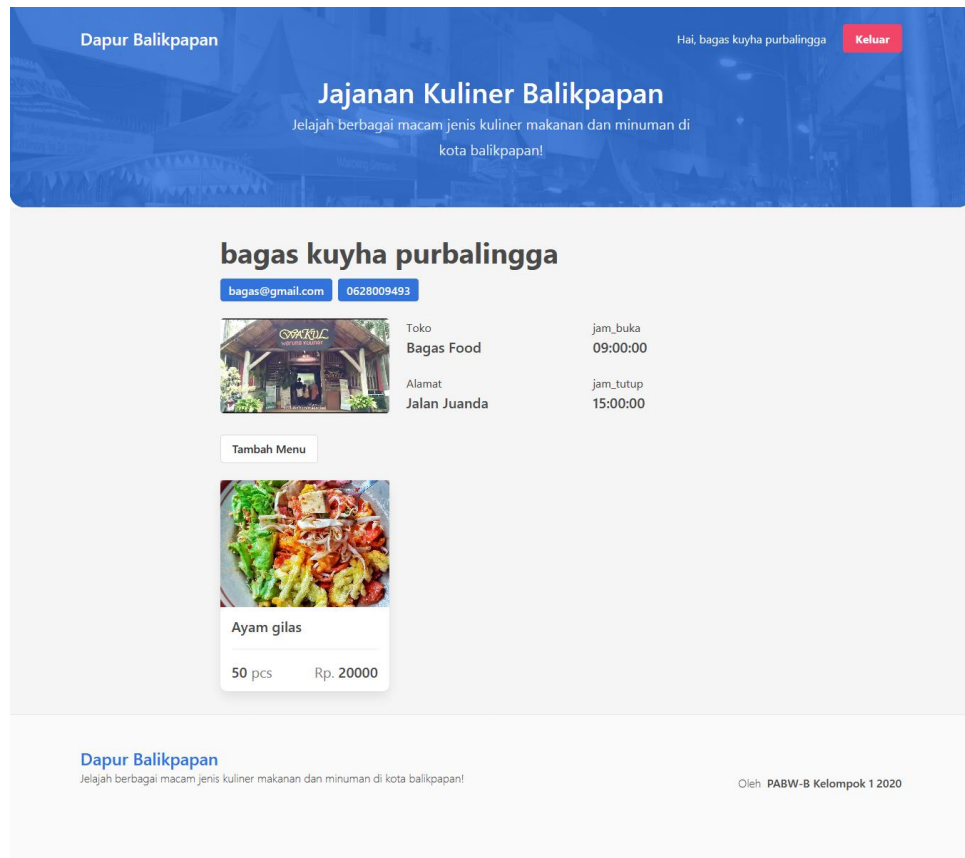 Dapur Balikpapan
Hai, bagas kuyha purbalingga
Keluar
Jajanan Kuliner Balikpapan
Jelajah berbagai macam jenis kuliner makanan dan minuman di
kota balikpapan!
bagas kuyha purbalingga
bagas@gmail.com
0628009493
WAKUL
WARUNG KULINER
Toko
Bagas Food
jam_buka
09:00:00
Alamat
Jalan Juanda
jam_tutup
15:00:00
Tambah Menu
Ayam gilas
50 pcs
Rp. 20000
Dapur Balikpapan
Jelajah berbagai macam jenis kuliner makanan dan minuman di kota balikpapan!
Oleh PABW-B Kelompok 1 2020